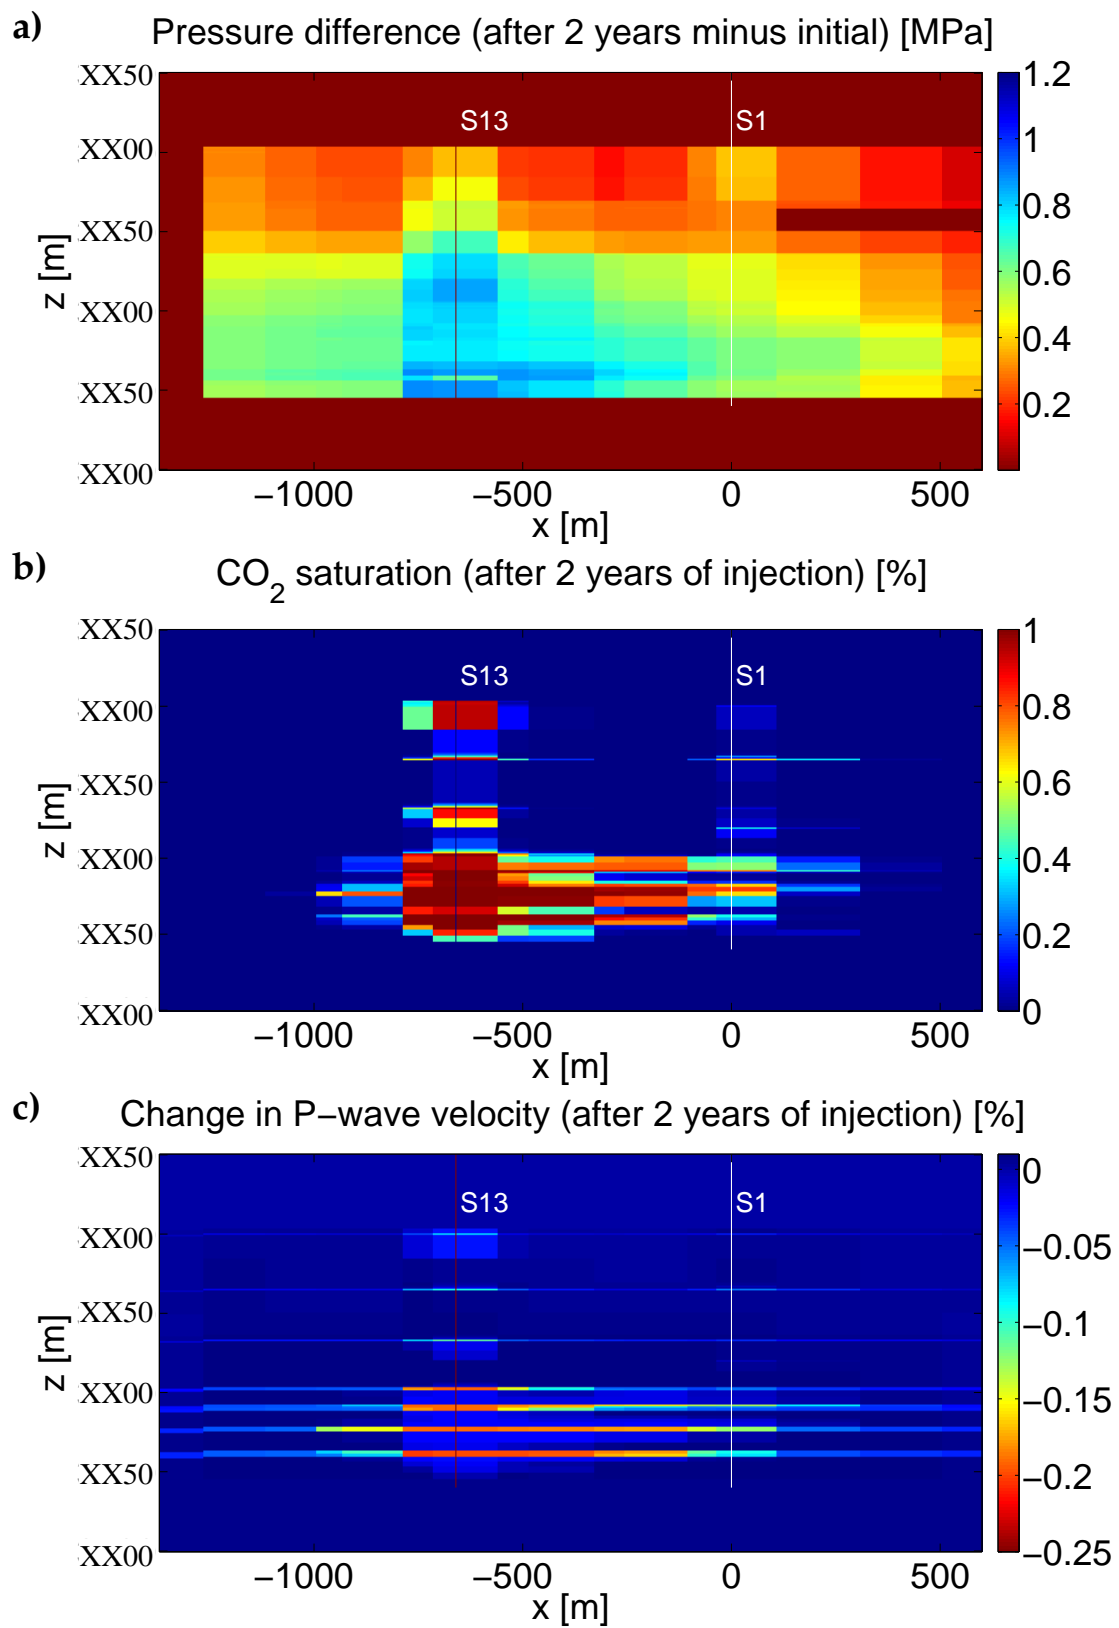 a)
Pressure difference (after 2 years minus initial) [MPa]
XX50
XX00
XX50
XX00
XX50
XX00
z [m]
S13
S1
1.2
1
0.8
0.6
0.4
0.2
−1000
−500
0
500
x [m]
b)
CO2 saturation (after 2 years of injection) [%]
XX50
XX00
XX50
XX00
XX50
XX00
z [m]
S13
S1
1
0.8
0.6
0.4
0.2
0
−1000
−500
0
500
x [m]
c)
Change in P−wave velocity (after 2 years of injection) [%]
XX50
XX00
XX50
XX00
XX50
XX00
z [m]
S13
S1
0
−0.05
−0.1
−0.15
−0.2
−0.25
−1000
−500
0
500
x [m]